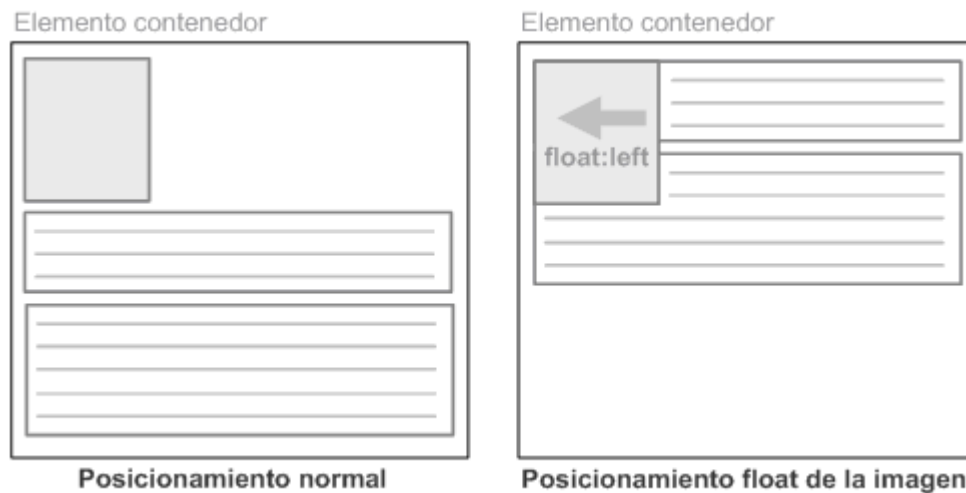 Elemento contenedor
Elemento contenedor
float:left
Posicionamiento normal
Posicionamiento float de la imagen